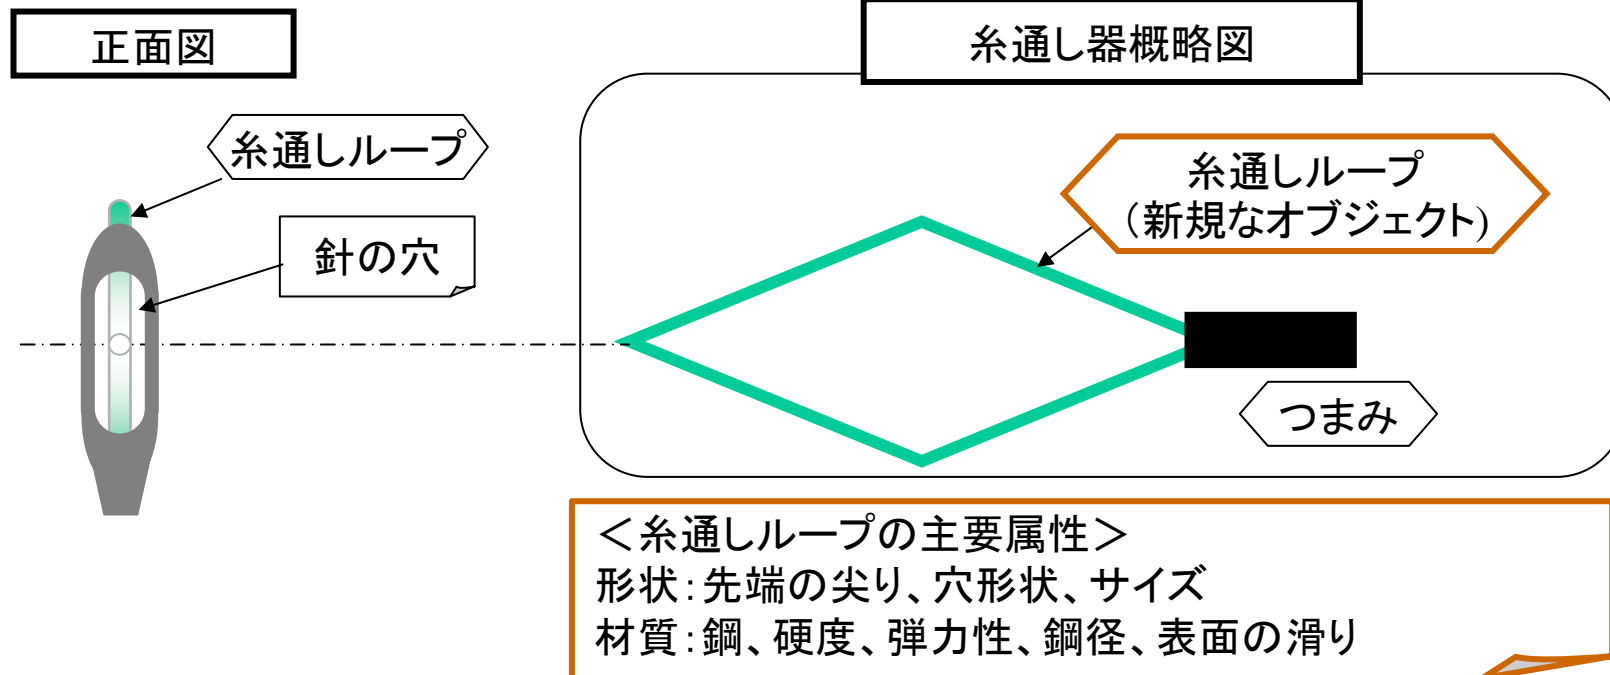 正面図
糸通し器概略図
糸通しループ
針の穴
糸通しループ
（新規なオブジェクト)
つまみ
＜糸通しループの主要属性＞
形状：先端の尖り、穴形状、サイズ
材質：鋼、硬度、弾力性、鋼径、表面の滑り